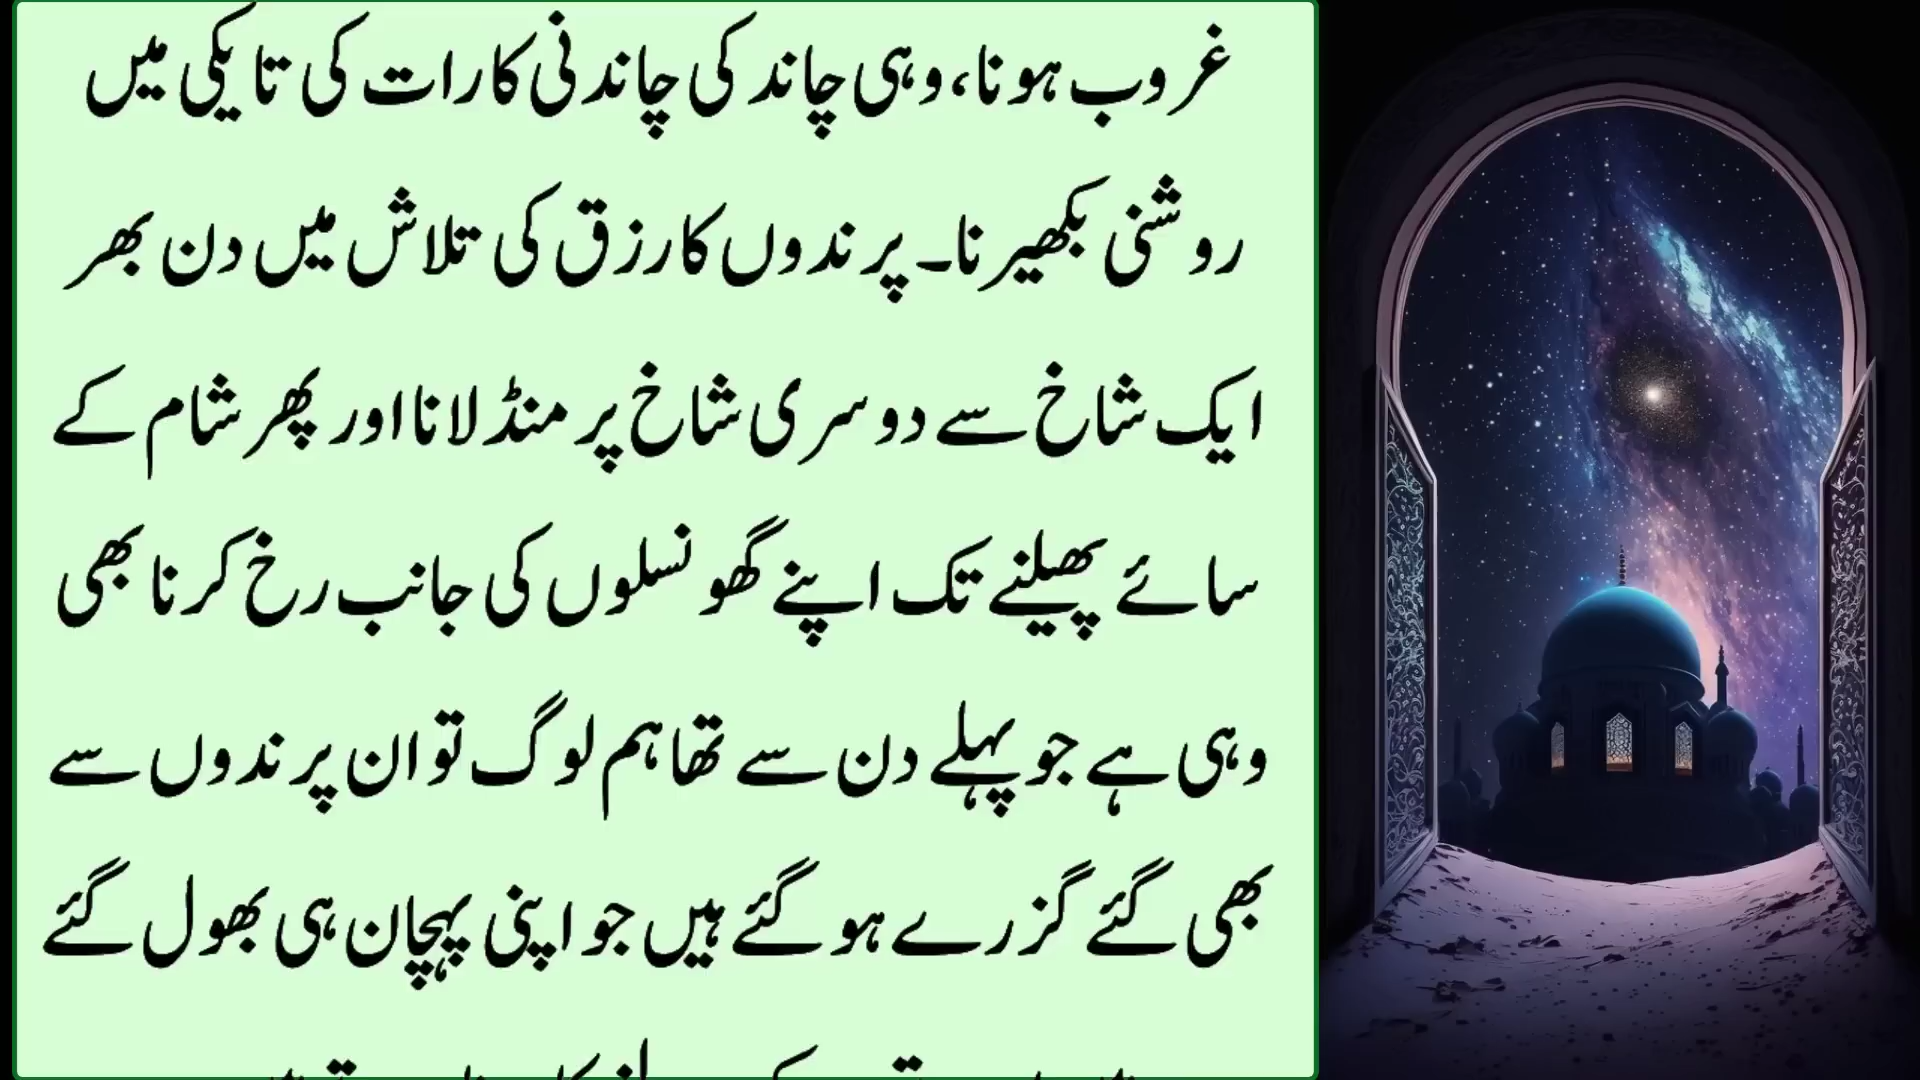 غروب ہونا، وہی چاند کی چاندنی کا رات کی تایکی میں
روشنی بکھیرنا۔ پرندوں کا رزق کی تلاش میں دن بھر
ایک شاخ سے دوسری شاخ پر منڈلانا اور پھر شام کے
سائے پھیلنے تک اپنے گھونسلوں کی جانب رخ کرنا بھی
وہی ہے جو پہلے دن سے تھا ہم لوگ تو ان پرندوں سے
بھی گئے گزرے ہو گئے ہیں جو اپنی پہچان ہی بھول گئے